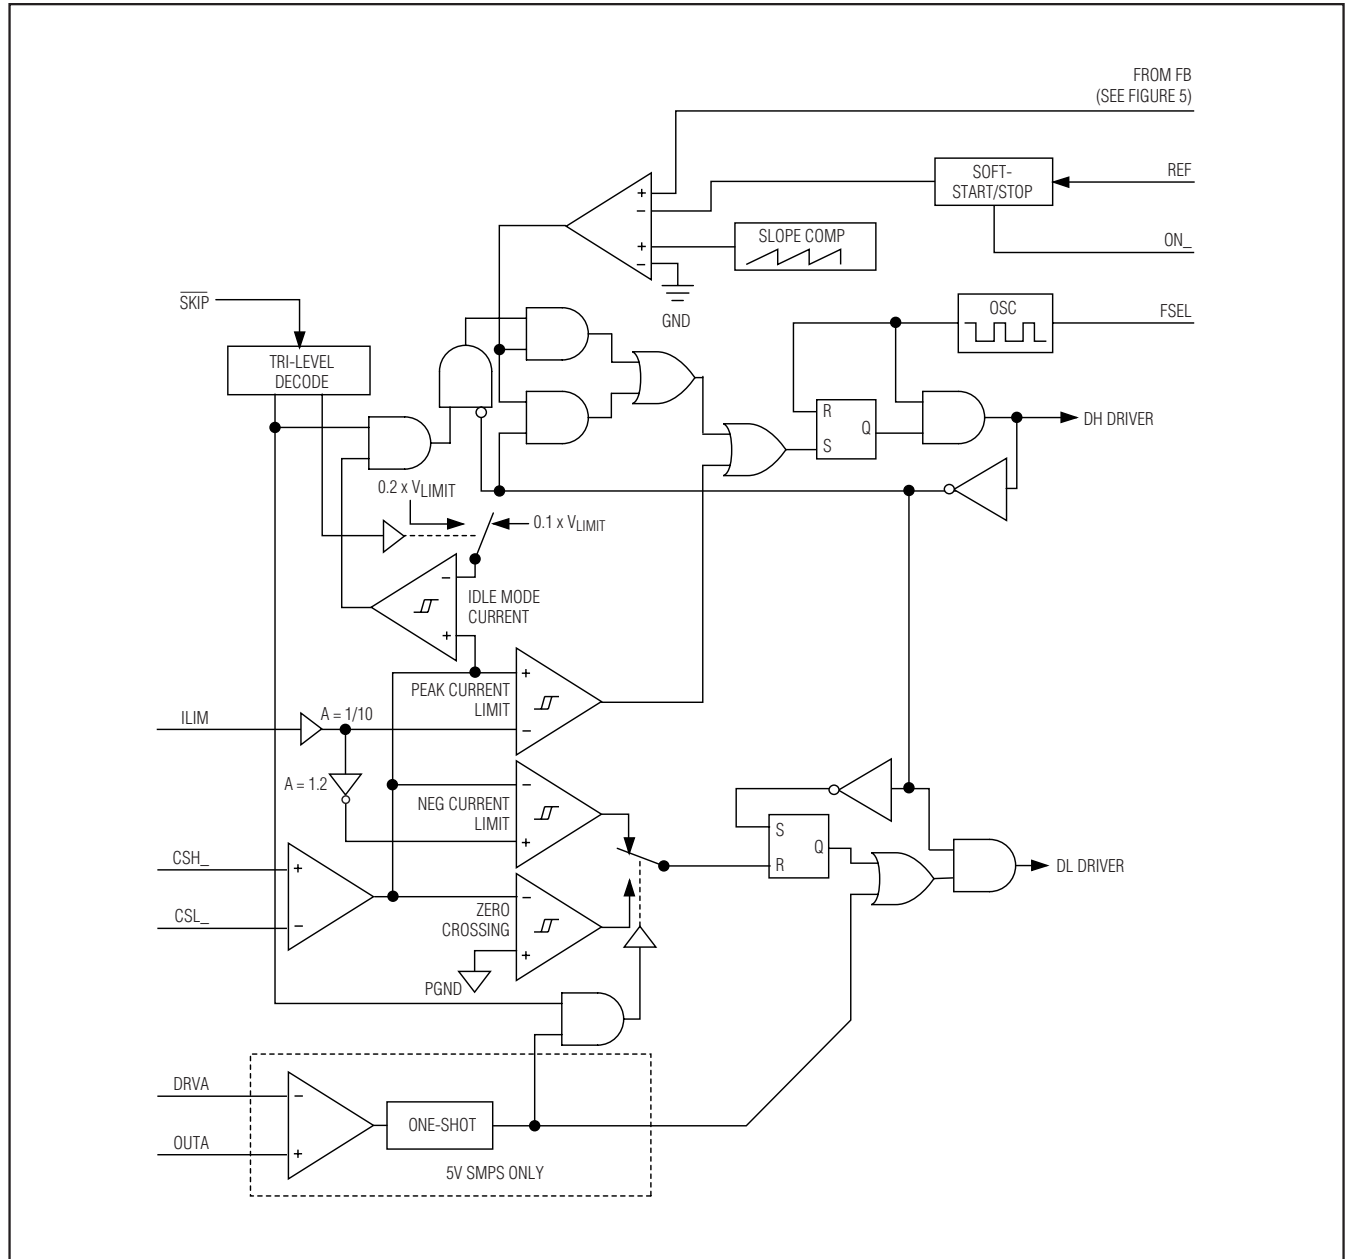 FROM FB
(SEE FIGURE 5)
SOFT-
START/STOP
REF
+
−
SLOPE COMP
ON_
+
−
SKIP
GND
OSC
FSEL
TRI-LEVEL
DECODE
R
Q
S
DH DRIVER
0.2 x VLIMIT
0.1 x VLIMIT
−
IDLE MODE
CURRENT
+
PEAK CURRENT
LIMIT
+
−
ILIM
A = 1/10
A = 1.2
NEG CURRENT
LIMIT
−
+
S
Q
R
CSH_
+
DL DRIVER
CSL_
−
ZERO
CROSSING
−
+
PGND
DRVA
−
ONE-SHOT
OUTA
+
5V SMPS ONLY